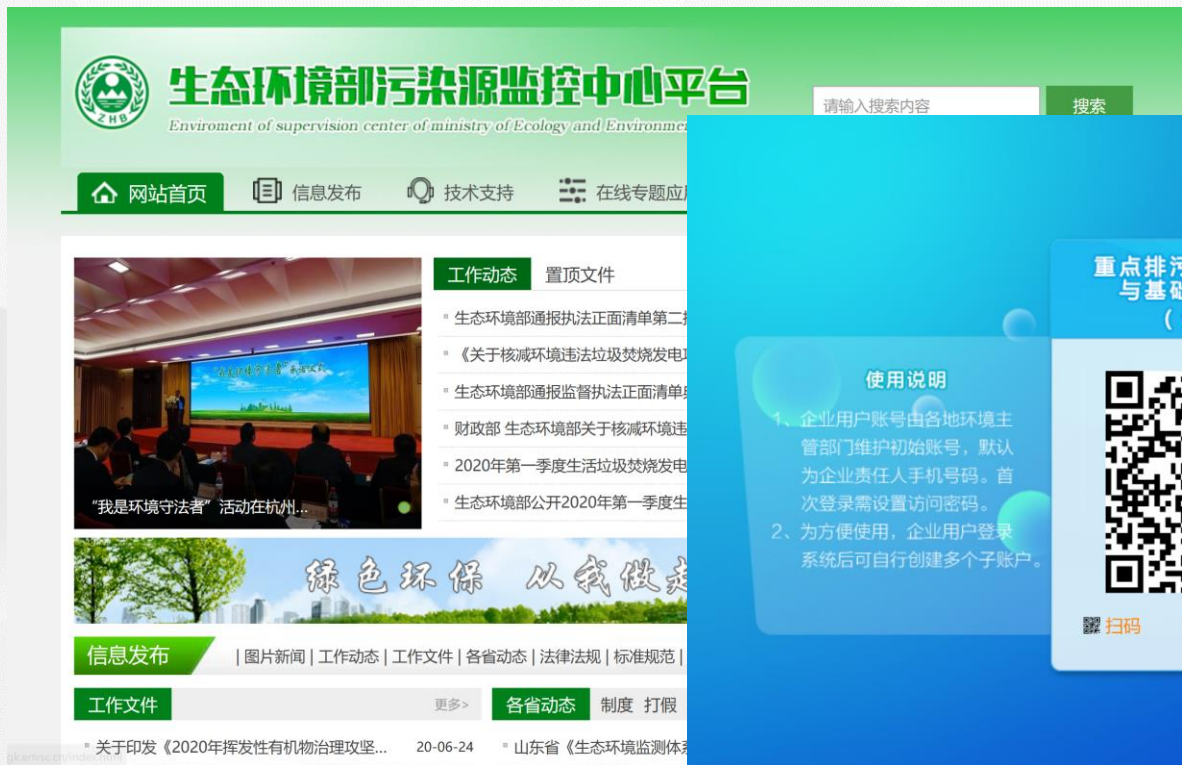 生态环境部污染源监控中心平台
Enviroment of supervision center of ministry of Ecology and Environme
ZHB
请输入搜索内容
搜索
网站首页
信息发布
技术支持
在线专题应
工作动态
置顶文件
生态环境部通报执法正面清单第二
《关于核减环境违法垃圾焚烧发电
生态环境部通报监督执法正面清单
财政部 生态环境部关于核减环境违
2020年第一季度生活垃圾焚烧发电
生态环境部公开2020年第一季度生
“我是环境守法者”活动在杭州...
绿色环保 从我做
信息发布
| 图片新闻 | 工作动态 | 工作文件 | 各省动态 | 法律法规 | 标准规范 |
工作文件
更多>
各省动态 制度 打假
关于印发《2020年挥发性有机物治理攻坚...
20-06-24
山东省《生态环境监测体
重点排污
与基础
使用说明
1、企业用户账号由各地环境主
管部门维护初始账号，默认
为企业责任人手机号码。首
次登录需设置访问密码。
2、为方便使用，企业用户登录
系统后可自行创建多个子账户。
扫码